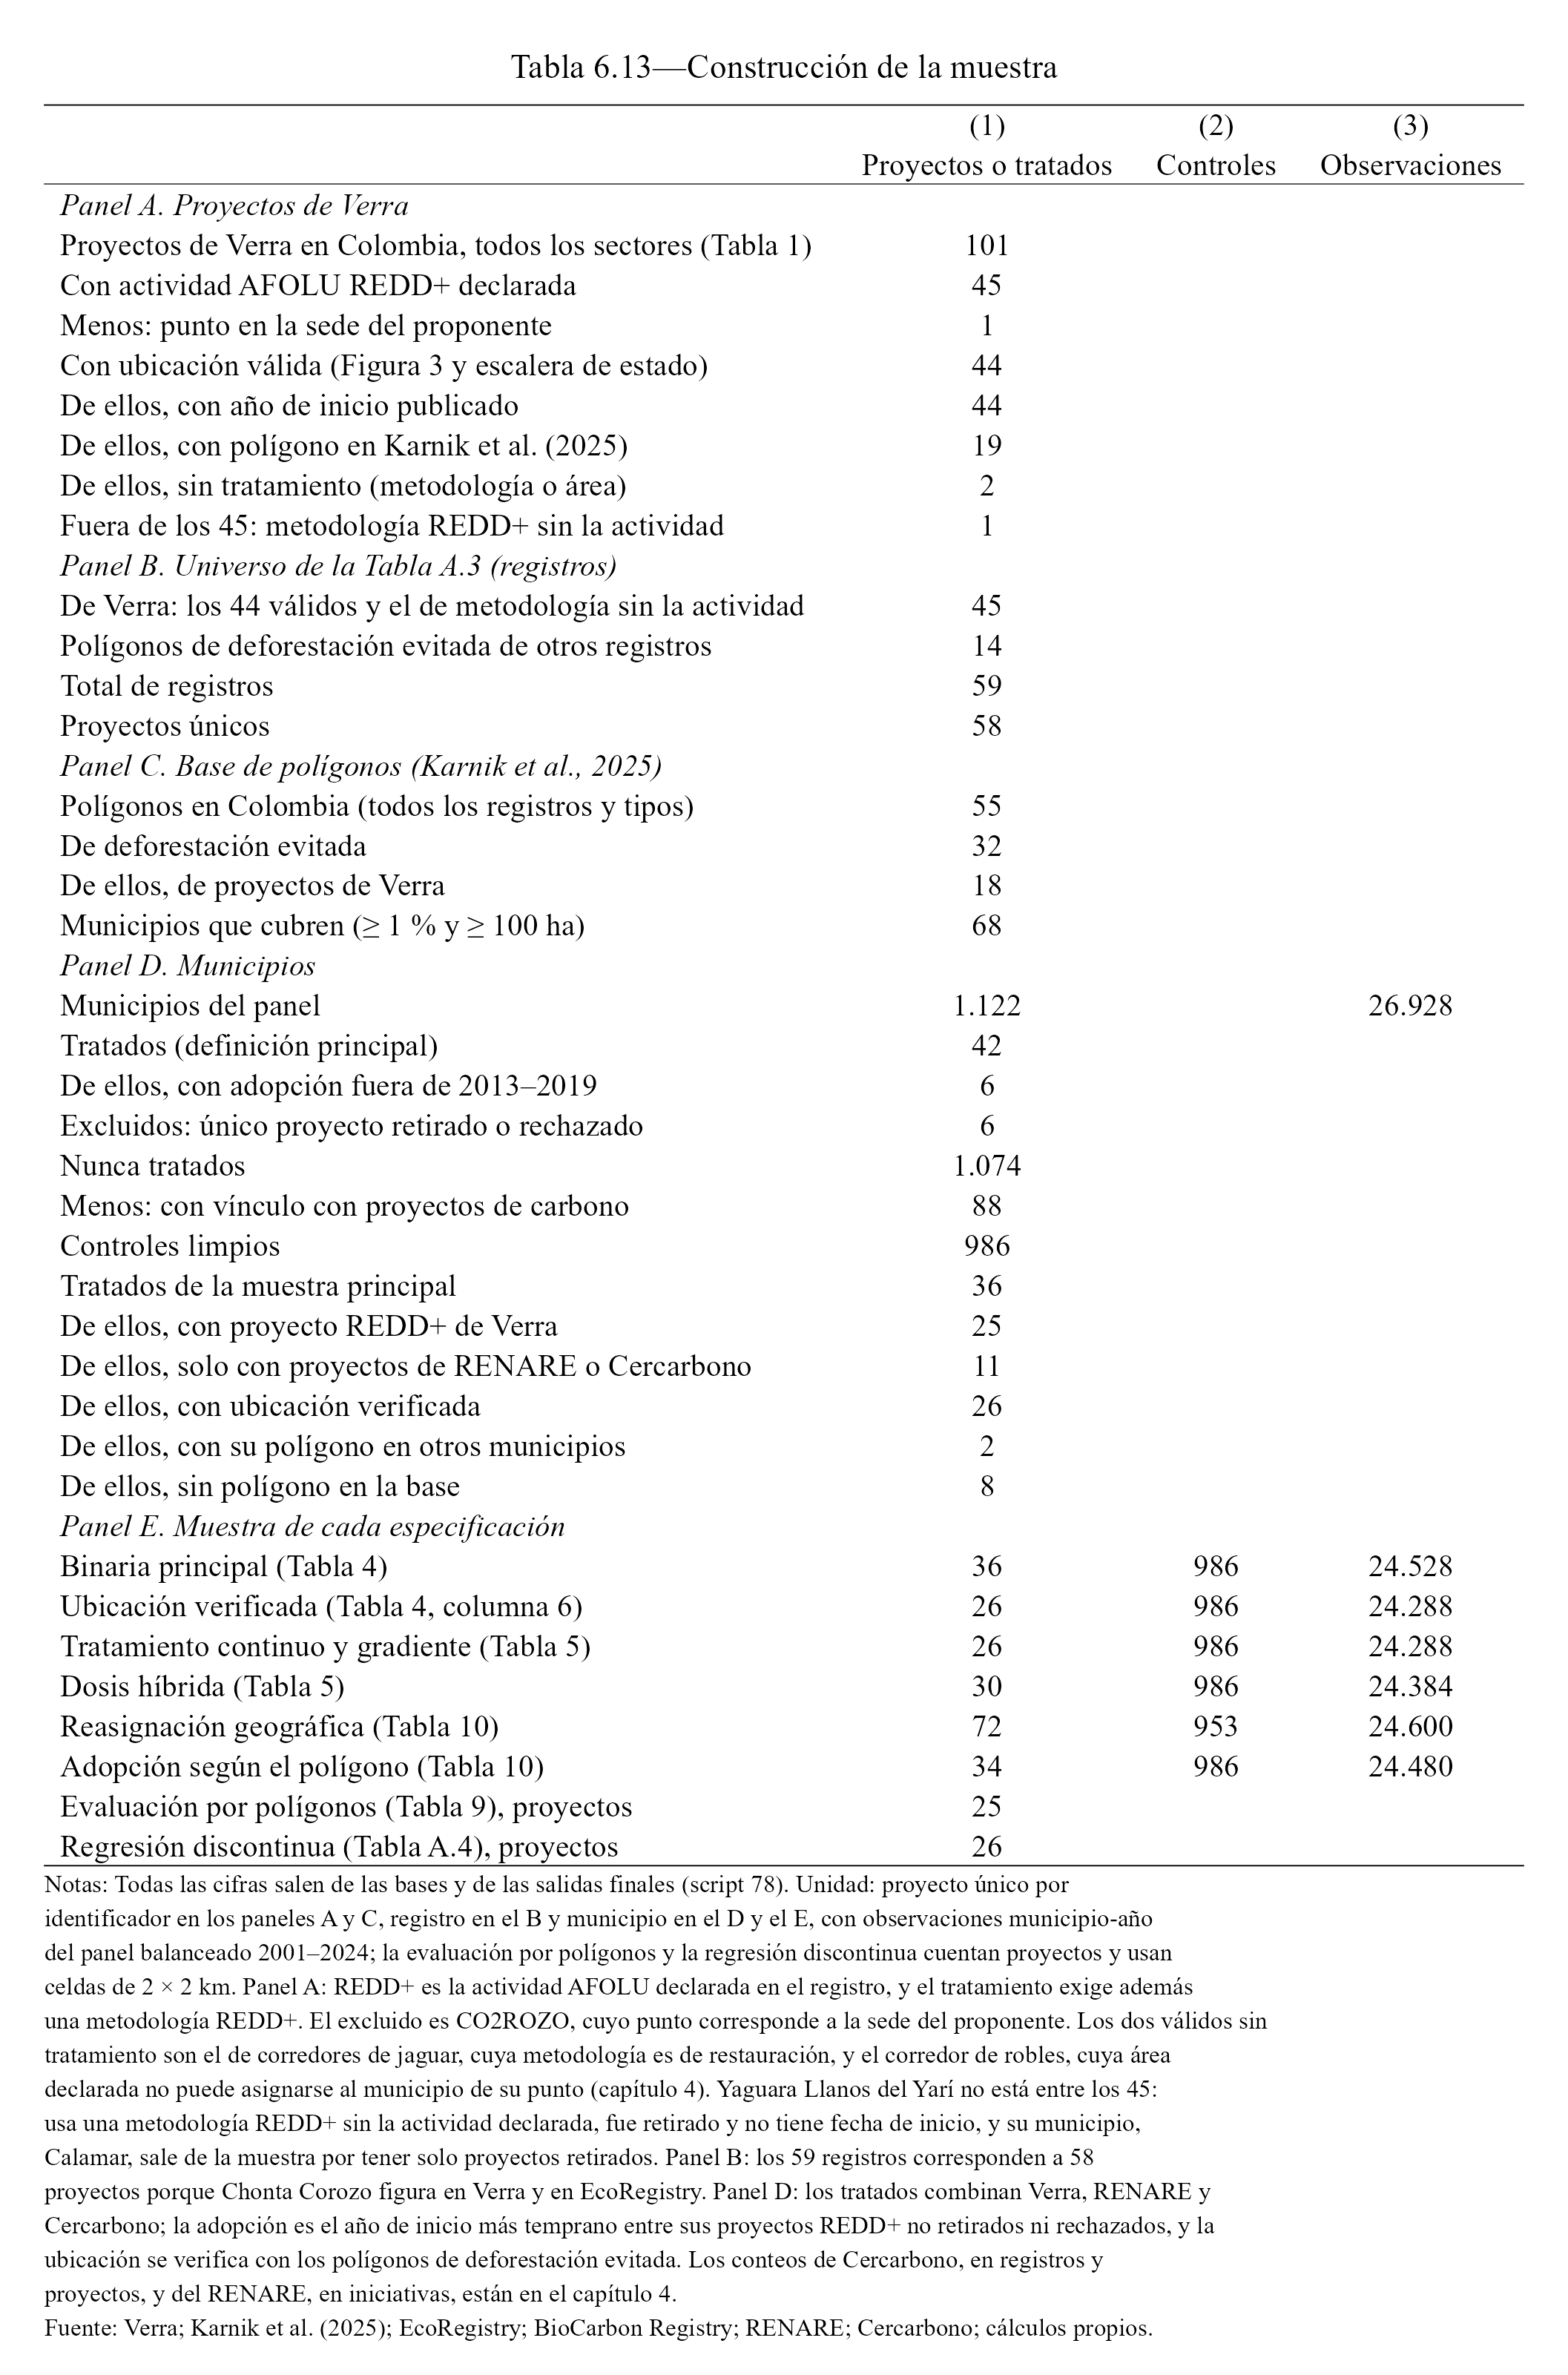 Tabla 6.13—Construcción de la muestra
(1) (2) (3)
Proyectos o tratados Controles Observaciones
Panel A. Proyectos de Verra
Proyectos de Verra en Colombia, todos los sectores (Tabla 1) 101
Con actividad AFOLU REDD+ declarada 45
Menos: punto en la sede del proponente 1
Con ubicación válida (Figura 3 y escalera de estado) 44
De ellos, con año de inicio publicado 44
De ellos, con polígono en Karnik et al. (2025) 19
De ellos, sin tratamiento (metodología o área) 2
Fuera de los 45: metodología REDD+ sin la actividad 1
Panel B. Universo de la Tabla A.3 (registros)
De Verra: los 44 válidos y el de metodología sin la actividad 45
Polígonos de deforestación evitada de otros registros 14
Total de registros 59
Proyectos únicos 58
Panel C. Base de polígonos (Karnik et al., 2025)
Polígonos en Colombia (todos los registros y tipos) 55
De deforestación evitada 32
De ellos, de proyectos de Verra 18
Municipios que cubren (≥ 1 % y ≥ 100 ha) 68
Panel D. Municipios
Municipios del panel 1.122 26.928
Tratados (definición principal) 42
De ellos, con adopción fuera de 2013–2019 6
Excluidos: único proyecto retirado o rechazado 6
Nunca tratados 1.074
Menos: con vínculo con proyectos de carbono 88
Controles limpios 986
Tratados de la muestra principal 36
De ellos, con proyecto REDD+ de Verra 25
De ellos, solo con proyectos de RENARE o Cercarbono 11
De ellos, con ubicación verificada 26
De ellos, con su polígono en otros municipios 2
De ellos, sin polígono en la base 8
Panel E. Muestra de cada especificación
Binaria principal (Tabla 4) 36 986 24.528
Ubicación verificada (Tabla 4, columna 6) 26 986 24.288
Tratamiento continuo y gradiente (Tabla 5) 26 986 24.288
Dosis híbrida (Tabla 5) 30 986 24.384
Reasignación geográfica (Tabla 10) 72 953 24.600
Adopción según el polígono (Tabla 10) 34 986 24.480
Evaluación por polígonos (Tabla 9), proyectos 25
Regresión discontinua (Tabla A.4), proyectos 26
Notas: Todas las cifras salen de las bases y de las salidas finales (script 78). Unidad: proyecto único por
identificador en los paneles A y C, registro en el B y municipio en el D y el E, con observaciones municipio-año
del panel balanceado 2001–2024; la evaluación por polígonos y la regresión discontinua cuentan proyectos y usan
celdas de 2 × 2 km. Panel A: REDD+ es la actividad AFOLU declarada en el registro, y el tratamiento exige además
una metodología REDD+. El excluido es CO2ROZO, cuyo punto corresponde a la sede del proponente. Los dos válidos sin
tratamiento son el de corredores de jaguar, cuya metodología es de restauración, y el corredor de robles, cuya área
declarada no puede asignarse al municipio de su punto (capítulo 4). Yaguara Llanos del Yarí no está entre los 45:
usa una metodología REDD+ sin la actividad declarada, fue retirado y no tiene fecha de inicio, y su municipio,
Calamar, sale de la muestra por tener solo proyectos retirados. Panel B: los 59 registros corresponden a 58
proyectos porque Chonta Corozo figura en Verra y en EcoRegistry. Panel D: los tratados combinan Verra, RENARE y
Cercarbono; la adopción es el año de inicio más temprano entre sus proyectos REDD+ no retirados ni rechazados, y la
ubicación se verifica con los polígonos de deforestación evitada. Los conteos de Cercarbono, en registros y
proyectos, y del RENARE, en iniciativas, están en el capítulo 4.
Fuente: Verra; Karnik et al. (2025); EcoRegistry; BioCarbon Registry; RENARE; Cercarbono; cálculos propios.